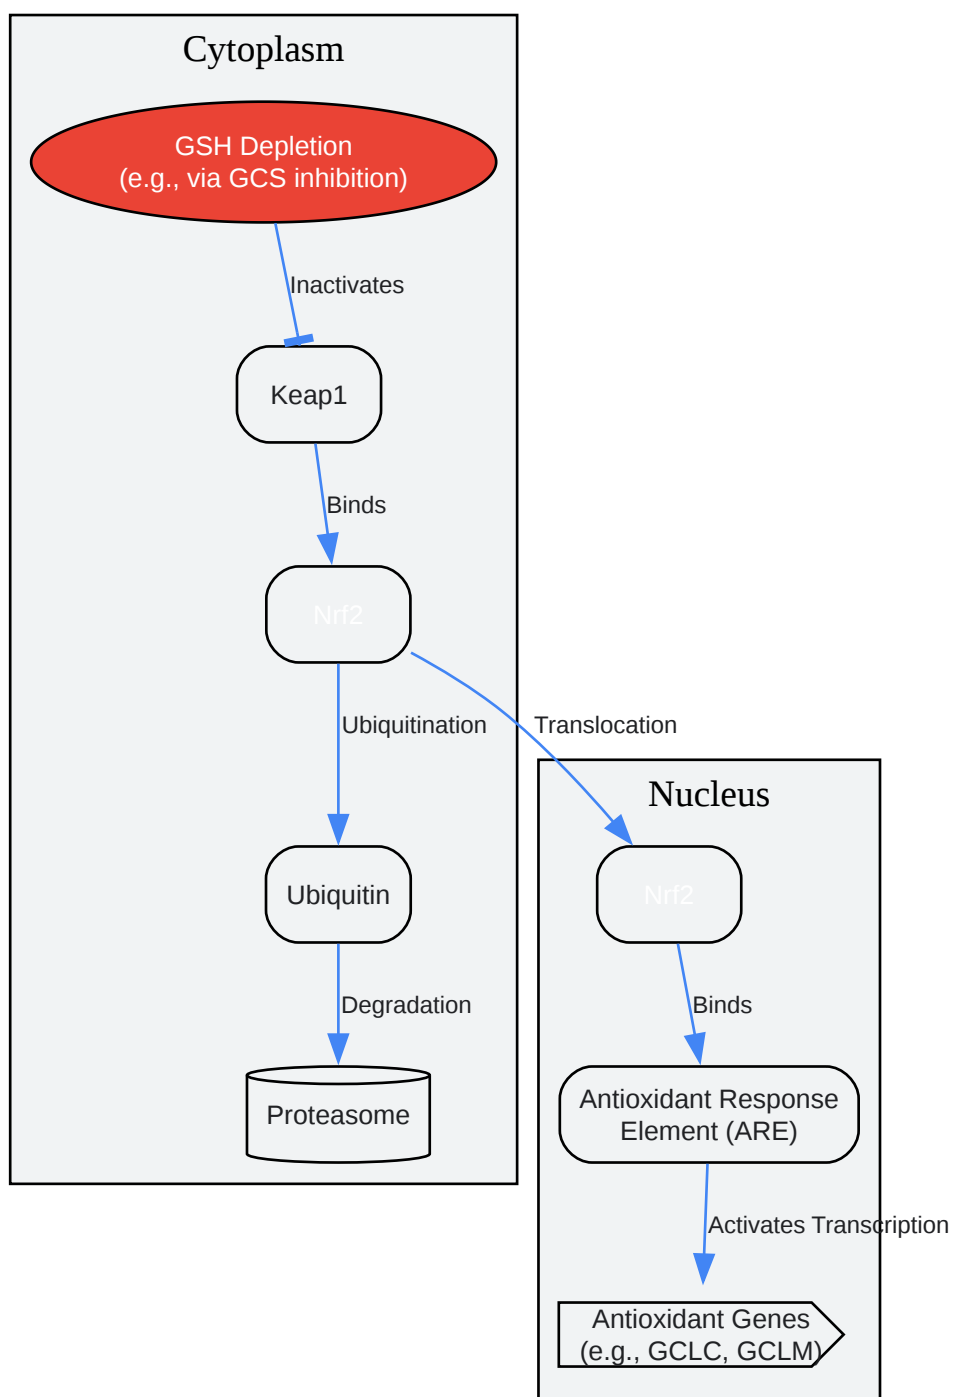 Cytoplasm
GSH Depletion
(e.g., via GCS inhibition)
Inactivates
Keap1
Binds
Nrf2
Ubiquitination
Translocation
Nucleus
Ubiquitin
Nrf2
Degradation
Binds
Proteasome
Antioxidant Response
Element (ARE)
Activates Transcription
Antioxidant Genes
(e.g., GCLC, GCLM)